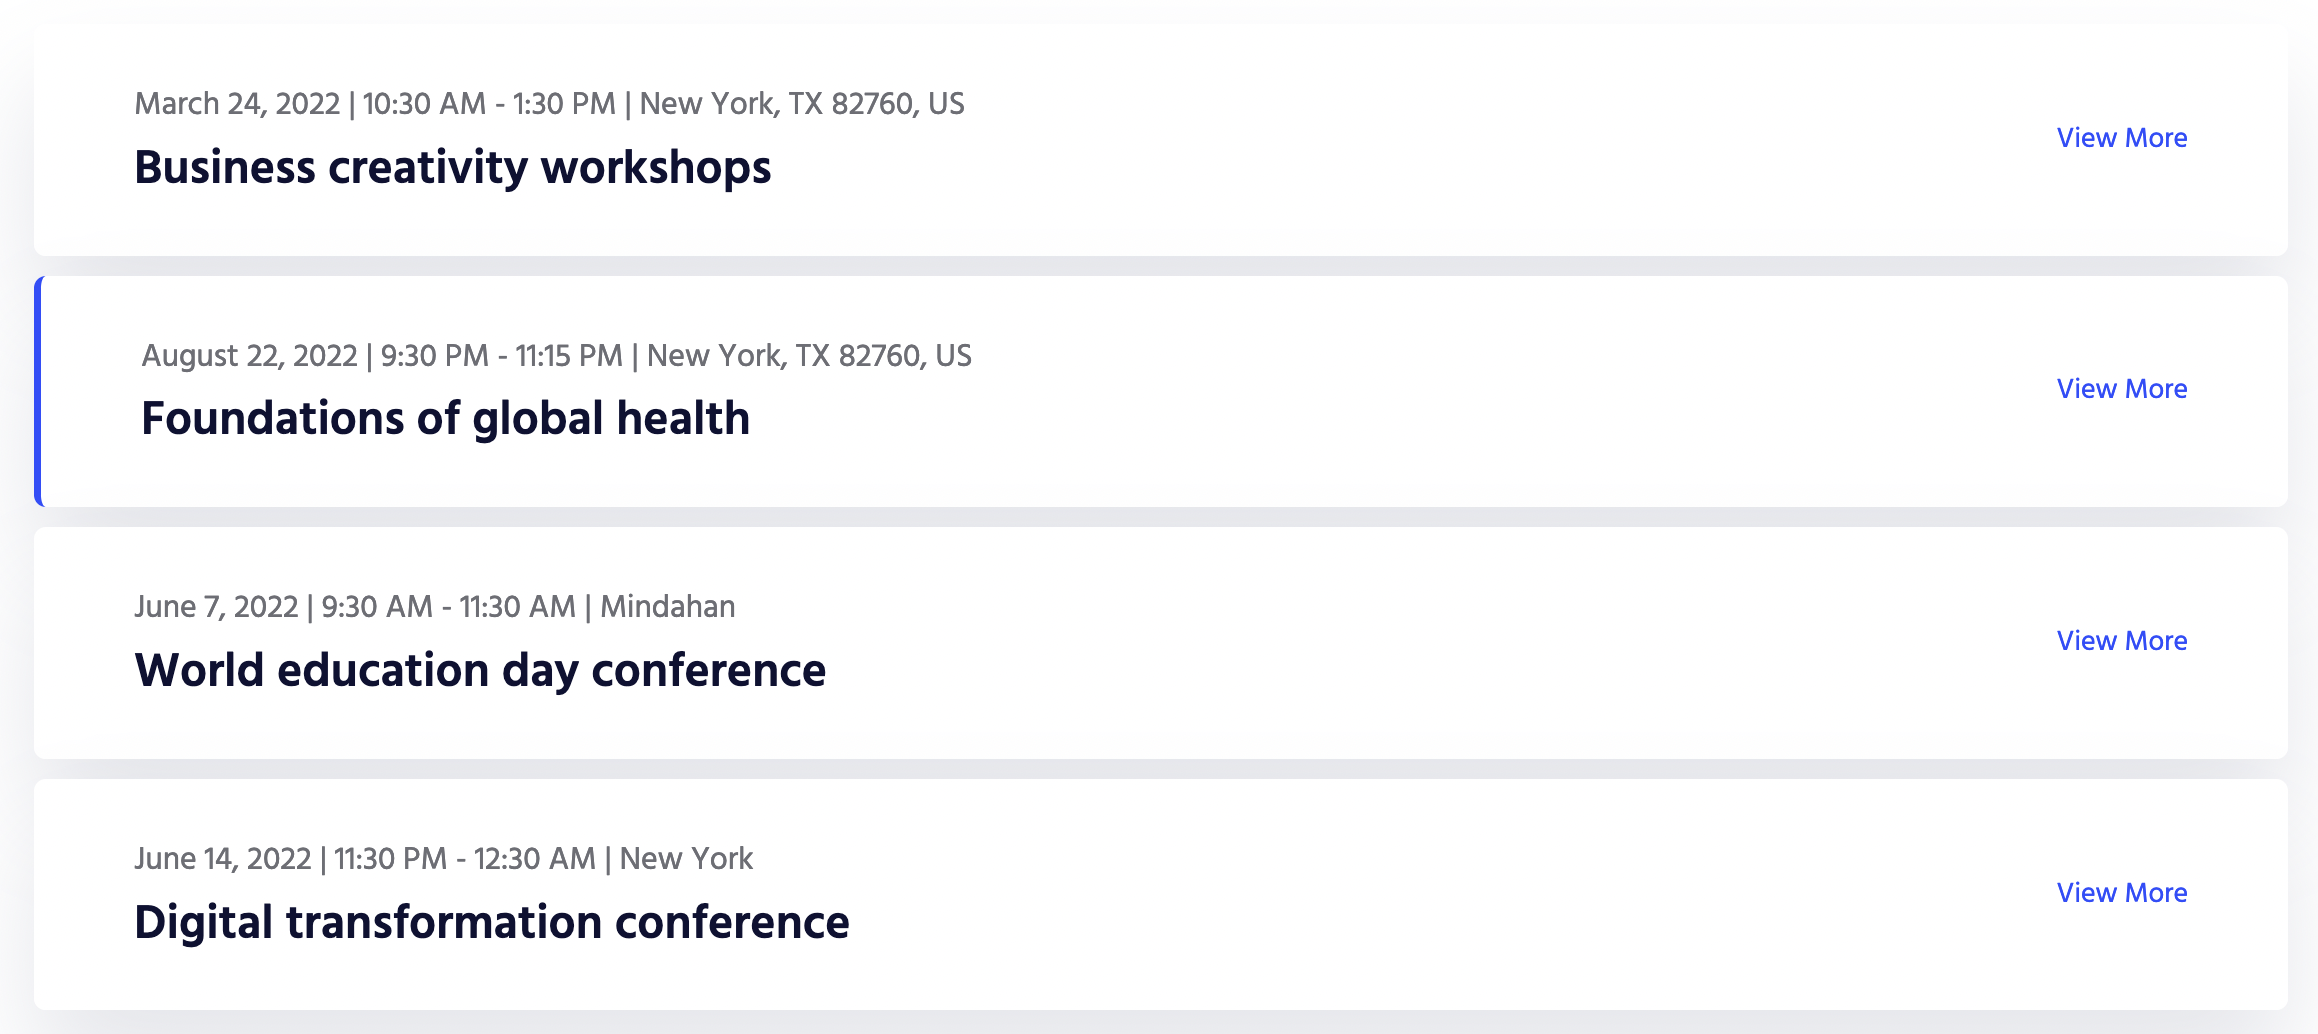 March 24, 2022 | 10:30 AM - 1:30 PM | New York, TX 82760, US
Business creativity workshops
View More
August 22, 2022 | 9:30 PM - 11:15 PM | New York, TX 82760, US
Foundations of global health
View More
June 7, 2022 | 9:30 AM - 11:30 AM | Mindahan
World education day conference
View More
June 14, 2022 | 11:30 PM - 12:30 AM | New York
Digital transformation conference
View More